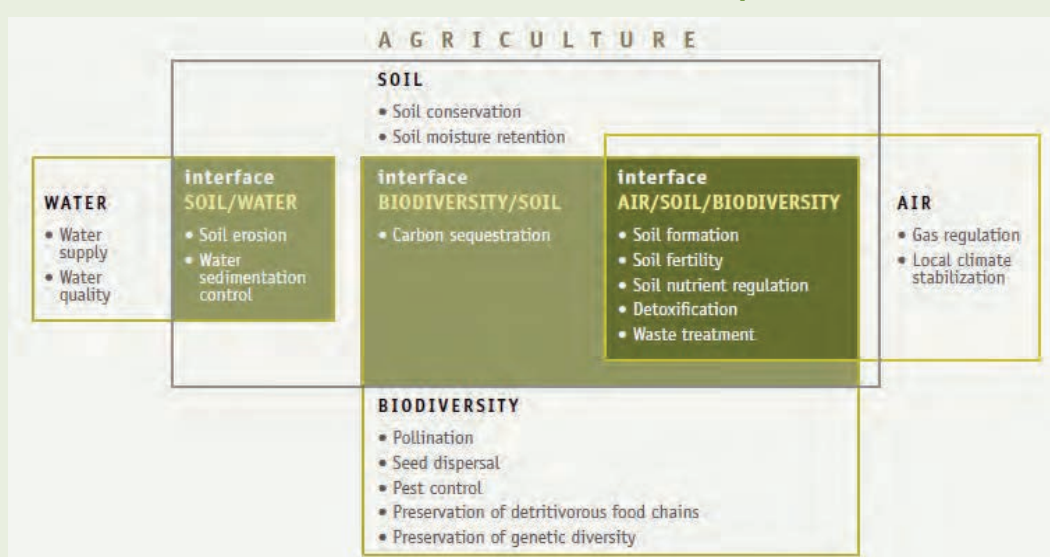 AGRICULTURE
SOIL
• Soil conservation
• Soil moisture retention
WATER
• Water
supply
• Water
quality
interface
SOIL/WATER
• Soil erosion
• Water
sedimentation
control
interface
BIODIVERSITY/SOIL
• Carbon sequestration
interface
AIR/SOIL/BIODIVERSITY
• Soil formation
• Soil fertility
• Soil nutrient regulation
• Detoxification
• Waste treatment
AIR
• Gas regulation
• Local climate
stabilization
BIODIVERSITY
• Pollination
• Seed dispersal
• Pest control
• Preservation of detritivorous food chains
• Preservation of genetic diversity